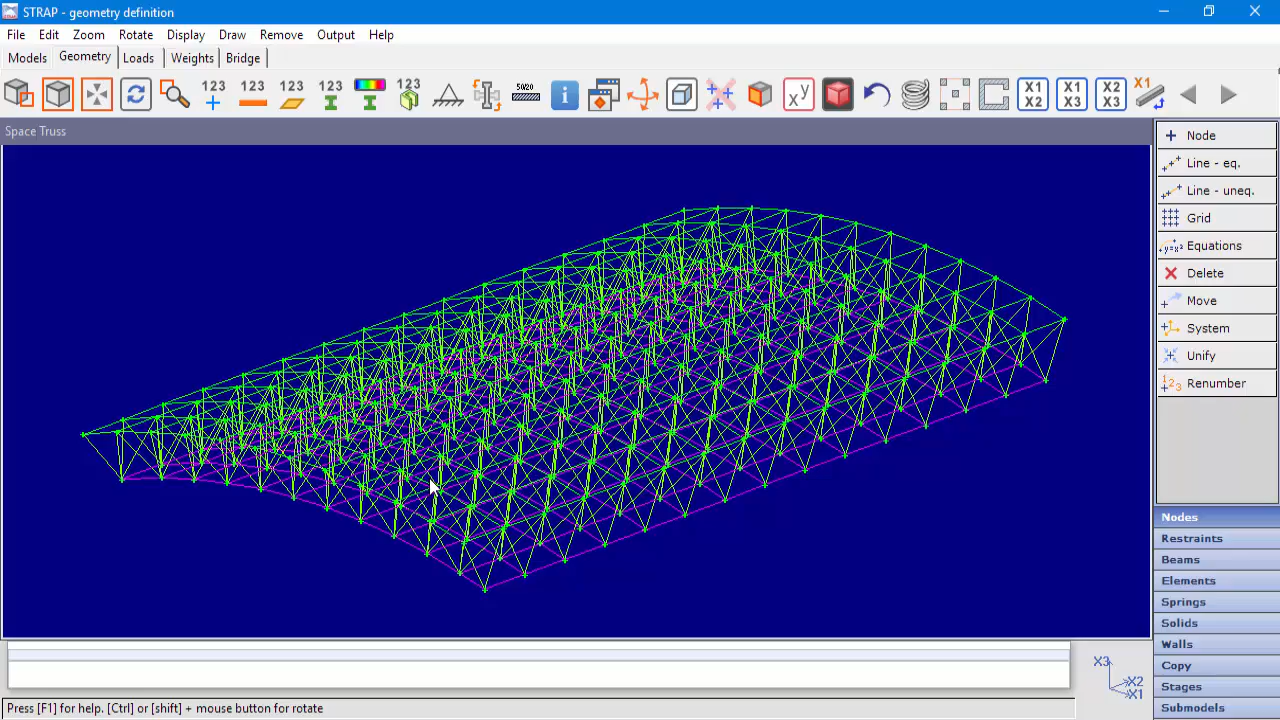 STRAP - geometry definition
File Edit Zoom Rotate Display Draw Remove Output Help
Models Geometry Loads Weights Bridge
123 123 123 123 123 50/20 i x y X1 X2 X1 X3 X2 X3 X1
Space Truss
Node
Line - eq.
Line - uneq.
Grid
Equations
Delete
Move
System
Unify
Renumber
Nodes
Restraints
Beams
Elements
Springs
Solids
Walls
Copy
Stages
Submodels
X3
X2
X1
Press [F1] for help. [Ctrl] or [shift] + mouse button for rotate